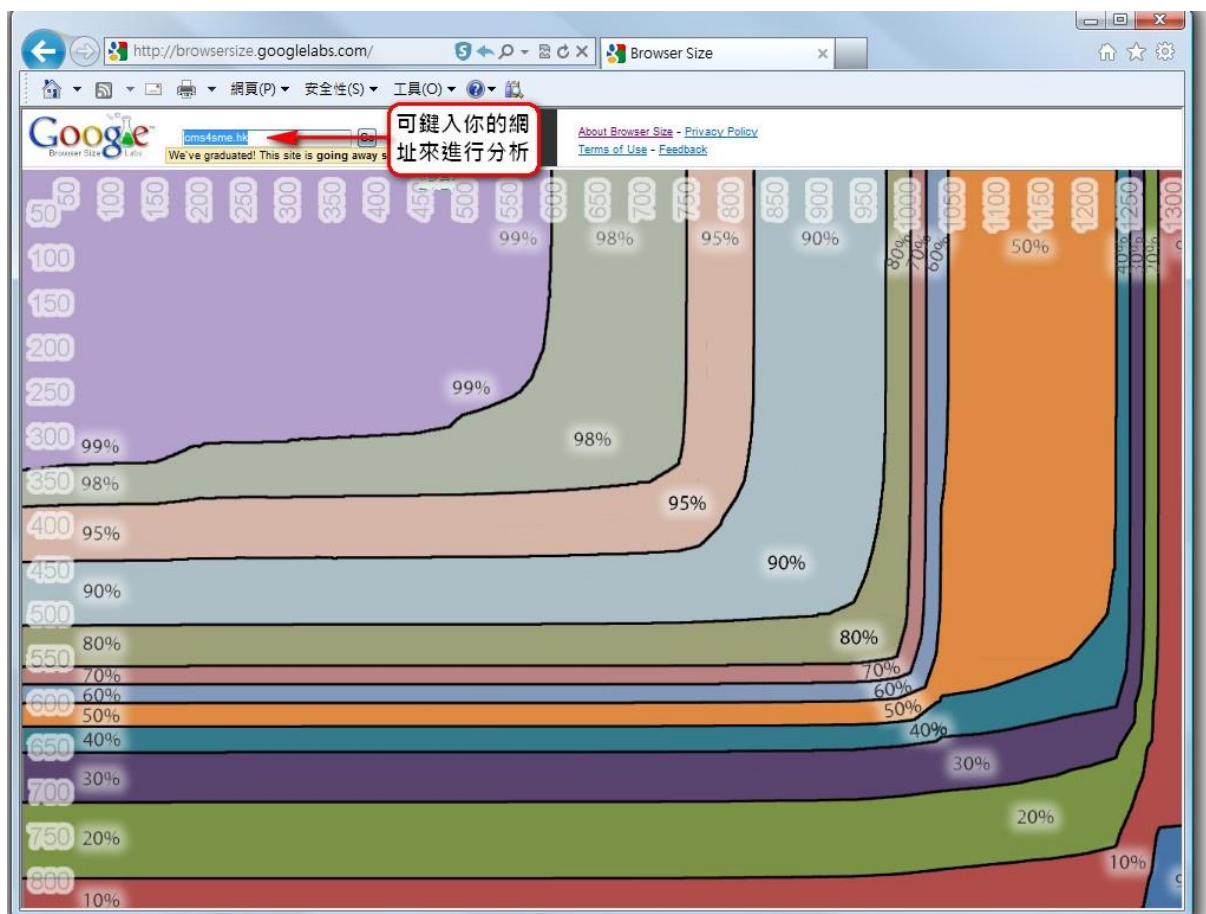 http://browsersize.googlelabs.com/
Browser Size
網頁(P)
安全性(S)
工具(O)
Google
Browser Size Labs
cms4sme.hk
Go
We've graduated! This site is going away s
可鍵入你的網
址來進行分析
About Browser Size - Privacy Policy
Terms of Use - Feedback
50 100 150 200 250 300 350 400 450 500 550 600 650 700 750 800 850 900 950 1000 1050 1100 1150 1200 1250 1300
50
99% 98% 95% 90% 80% 70% 60% 50% 40% 30% 20%
100
150
200
250
99%
300
99% 98%
350
98%
95%
400
95%
450
90%
90%
500
80%
80%
550
70%
70%
60%
60%
600
50%
50%
40%
40%
650
30%
30%
700
20%
750
20%
10%
800
10%